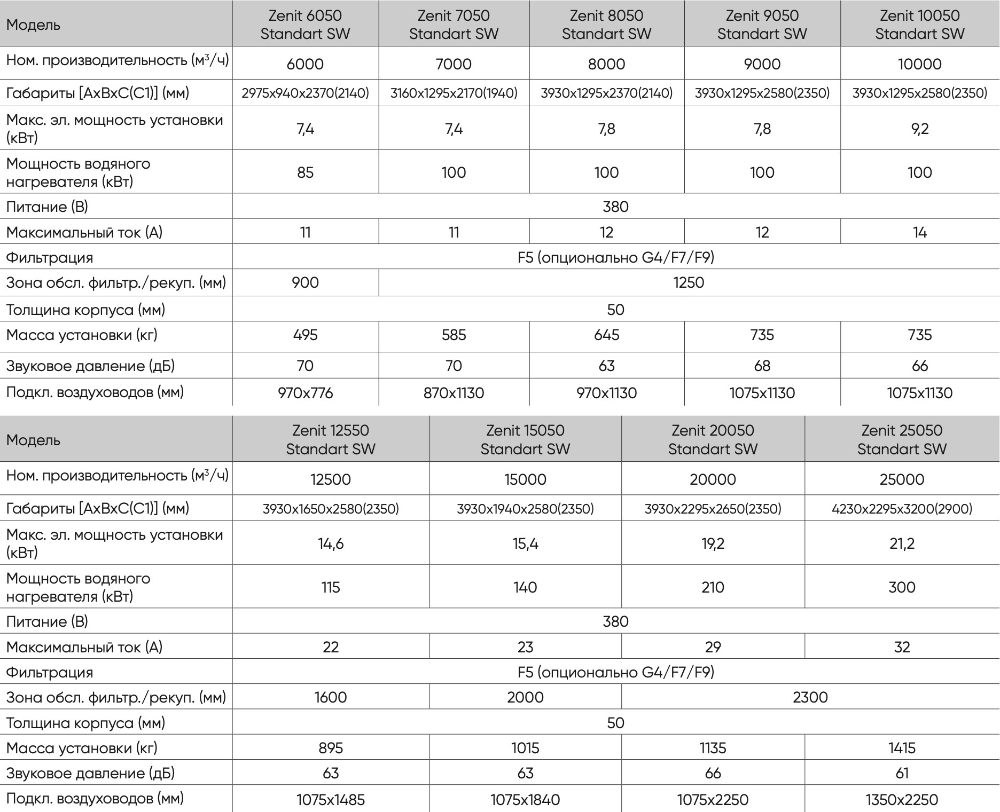 Модель
Zenit 6050 Standart SW
Zenit 7050 Standart SW
Zenit 8050 Standart SW
Zenit 9050 Standart SW
Zenit 10050 Standart SW
Ном. производительность (м³/ч) 6000 7000 8000 9000 10000
Габариты [АxВxС(С1)] (мм) 2975x940x2370(2140) 3160x1295x2170(1940) 3930x1295x2370(2140) 3930x1295x2580(2350) 3930x1295x2580(2350)
Макс. эл. мощность установки
(кВт) 7,4 7,4 7,8 7,8 9,2
Мощность водяного
нагревателя (кВт) 85 100 100 100 100
Питание (В) 380
Максимальный ток (А) 11 11 12 12 14
Фильтрация F5 (опционально G4/F7/F9)
Зона обсл. фильтр./рекуп. (мм) 900 1250
Толщина корпуса (мм) 50
Масса установки (кг) 495 585 645 735 735
Звуковое давление (дБ) 70 70 63 68 66
Подкл. воздуховодов (мм) 970x776 870x1130 970x1130 1075x1130 1075x1130
Модель
Zenit 12550 Standart SW
Zenit 15050 Standart SW
Zenit 20050 Standart SW
Zenit 25050 Standart SW
Ном. производительность (м³/ч) 12500 15000 20000 25000
Габариты [АxВxС(С1)] (мм) 3930x1650x2580(2350) 3930x1940x2580(2350) 3930x2295x2650(2350) 4230x2295x3200(2900)
Макс. эл. мощность установки
(кВт) 14,6 15,4 19,2 21,2
Мощность водяного
нагревателя (кВт) 115 140 210 300
Питание (В) 380
Максимальный ток (А) 22 23 29 32
Фильтрация F5 (опционально G4/F7/F9)
Зона обсл. фильтр./рекуп. (мм) 1600 2000 2300
Толщина корпуса (мм) 50
Масса установки (кг) 895 1015 1135 1415
Звуковое давление (дБ) 63 63 66 61
Подкл. воздуховодов (мм) 1075x1485 1075x1840 1075x2250 1350x2250